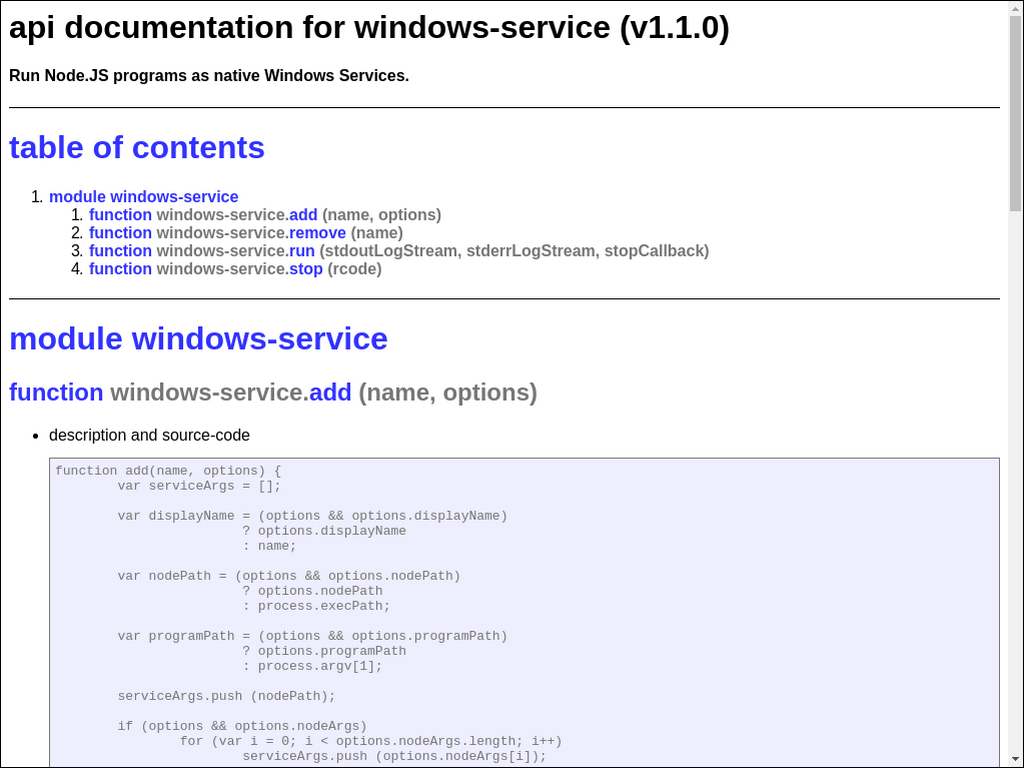 api documentation for windows-service (v1.1.0)
Run Node.JS programs as native Windows Services.
table of contents
1. module windows-service
1. function windows-service.add (name, options)
2. function windows-service.remove (name)
3. function windows-service.run (stdoutLogStream, stderrLogStream, stopCallback)
4. function windows-service.stop (rcode)
module windows-service
function windows-service.add (name, options)
• description and source-code
function add(name, options) {
        var serviceArgs = [];
        var displayName = (options && options.displayName)
                        ? options.displayName
                        : name;
        var nodePath = (options && options.nodePath)
                        ? options.nodePath
                        : process.execPath;
        var programPath = (options && options.programPath)
                        ? options.programPath
                        : process.argv[1];
        serviceArgs.push (nodePath);
        if (options && options.nodeArgs)
                for (var i = 0; i < options.nodeArgs.length; i++)
                        serviceArgs.push (options.nodeArgs[i]);